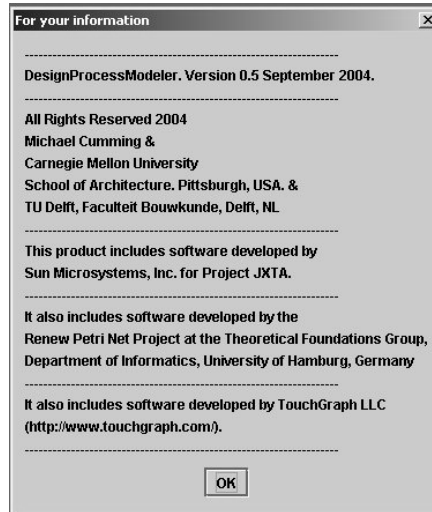 For your information
----------------------------------------------------------------
DesignProcessModeler. Version 0.5 September 2004.
----------------------------------------------------------------
All Rights Reserved 2004
Michael Cumming &
Carnegie Mellon University
School of Architecture. Pittsburgh, USA. &
TU Delft, Faculteit Bouwkunde, Delft, NL
----------------------------------------------------------------
This product includes software developed by
Sun Microsystems, Inc. for Project JXTA.
----------------------------------------------------------------
It also includes software developed by the
Renew Petri Net Project at the Theoretical Foundations Group,
Department of Informatics, University of Hamburg, Germany
----------------------------------------------------------------
It also includes software developed by TouchGraph LLC
(http://www.touchgraph.com/).
----------------------------------------------------------------
OK